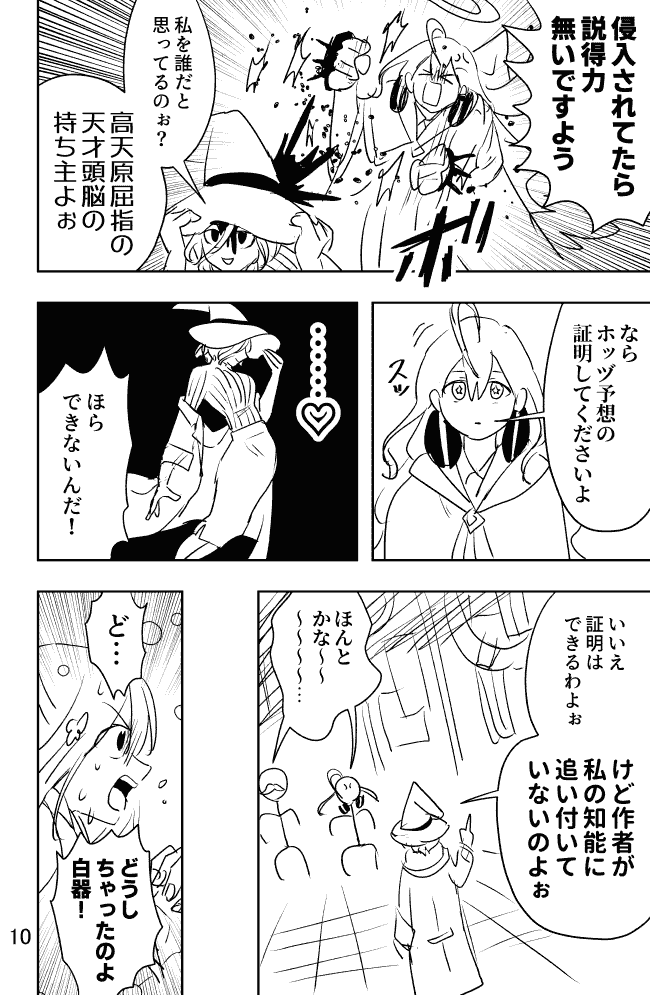 侵入されてたら
説得力
無いですよう
私を誰だと
思ってるのぉ？
高天原屈指の
天才頭脳の
持ち主よぉ
ボッ
なら
ホッヅ予想の
証明してくださいよ
スッ
ほら
できないんだ！
いいえ
証明は
できるわよぉ
けど作者が
私の知能に
追い付いて
いないのよぉ
ほんと
かな〜〜
〜〜〜〜…
ど…
どうし
ちゃったのよ
白器！
10